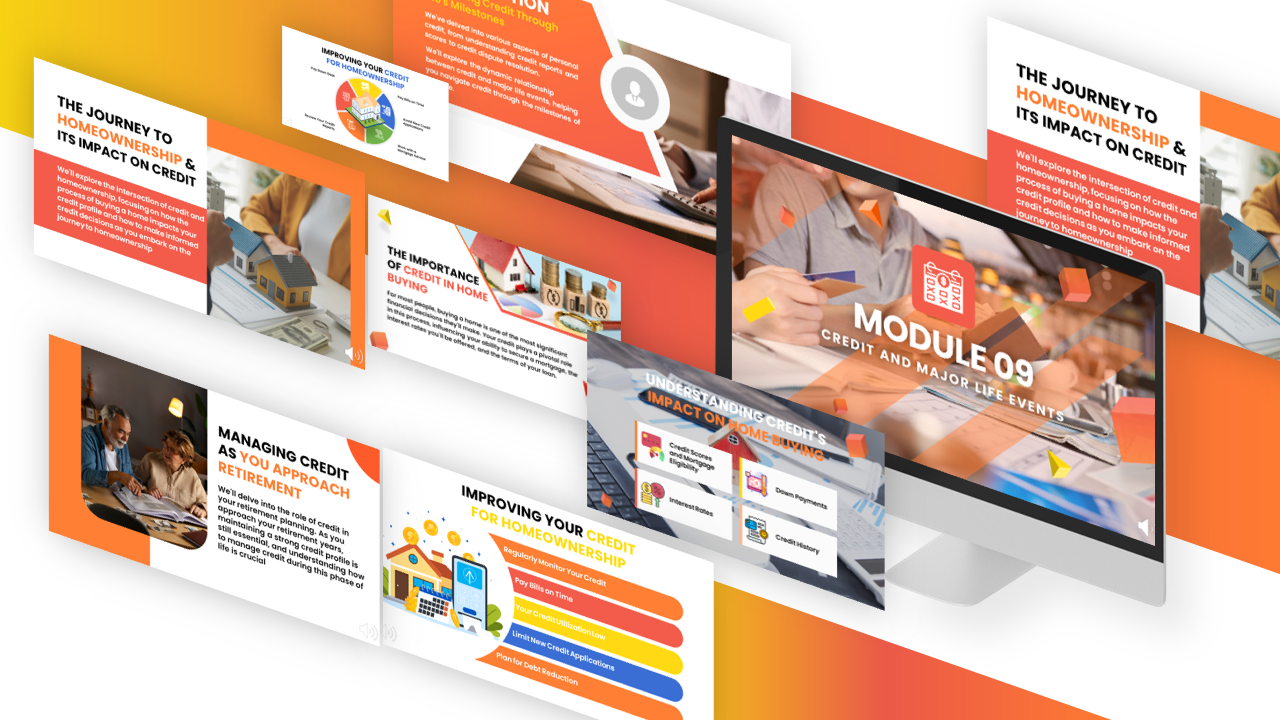 THE JOURNEY TO
HOMEOWNERSHIP &
ITS IMPACT ON CREDIT
We'll explore the intersection of credit and
homeownership, focusing on how the
process of buying a home impacts your
credit profile and how to make informed
credit decisions as you embark on the
journey to homeownership
IMPROVING YOUR CREDIT
FOR HOMEOWNERSHIP
Pay Bills on Time
Avoid New Credit
Applications
Work with a
Mortgage Advisor
Review Your Credit
Reports
Credit Through
Milestones
We've delved into various aspects of personal
credit, from understanding credit reports and
scores to credit dispute resolution.
We'll explore the dynamic relationship
between credit and major life events, helping
you navigate credit through the milestones of
THE JOURNEY TO
HOMEOWNERSHIP &
ITS IMPACT ON CREDIT
We'll explore the intersection of credit and
homeownership, focusing on how the
process of buying a home impacts your
credit profile and how to make informed
credit decisions as you embark on the
journey to homeownership
THE IMPORTANCE
OF CREDIT IN HOME
BUYING
For most people, buying a home is one of the most significant
financial decisions they'll make. Your credit plays a pivotal role
in this process, influencing your ability to secure a mortgage, the
interest rates you'll be offered, and the terms of your loan.
MODULE 09
CREDIT AND MAJOR LIFE EVENTS
UNDERSTANDING CREDIT'S
IMPACT ON HOME BUYING
Credit Scores
and Mortgage
Eligibility
Down Payments
Interest Rates
Credit History
MANAGING CREDIT
AS YOU APPROACH
RETIREMENT
We'll delve into the role of credit in
your retirement planning. As you
approach your retirement years,
maintaining a strong credit profile is
still essential, and understanding how
to manage credit during this phase of
life is crucial
IMPROVING YOUR CREDIT
FOR HOMEOWNERSHIP
Regularly Monitor Your Credit
Pay Bills on Time
Your Credit Utilization Low
Limit New Credit Applications
Plan for Debt Reduction